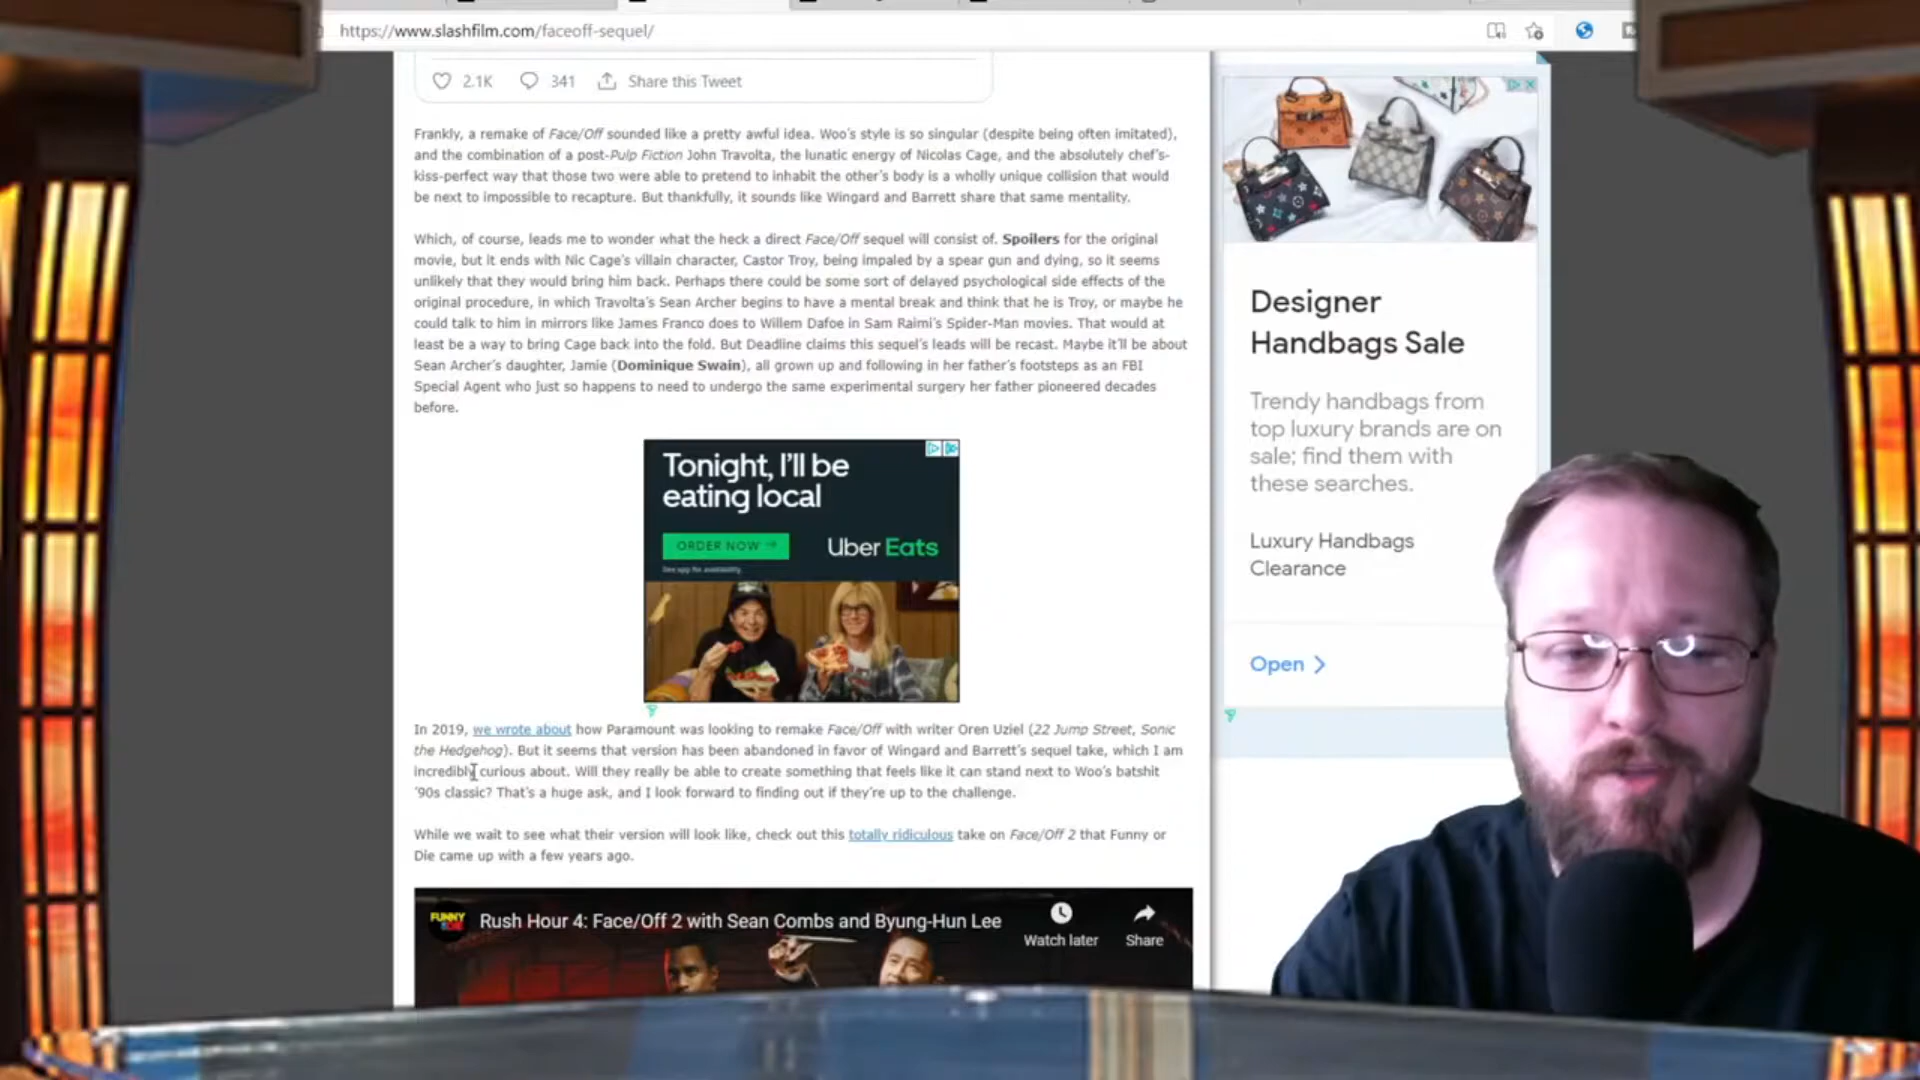 https://www.slashfilm.com/faceoff-sequel/
2.1K 341 Share this Tweet
Frankly, a remake of Face/Off sounded like a pretty awful idea. Woo's style is so singular (despite being often imitated),
and the combination of a post-Pulp Fiction John Travolta, the lunatic energy of Nicolas Cage, and the absolutely chef's-
kiss-perfect way that those two were able to pretend to inhabit the other's body is a wholly unique collision that would
be next to impossible to recapture. But thankfully, it sounds like Wingard and Barrett share that same mentality.
Which, of course, leads me to wonder what the heck a direct Face/Off sequel will consist of. Spoilers for the original
movie, but it ends with Nic Cage's villain character, Castor Troy, being impaled by a spear gun and dying, so it seems
unlikely that they would bring him back. Perhaps there could be some sort of delayed psychological side effects of the
original procedure, in which Travolta's Sean Archer begins to have a mental break and think that he is Troy, or maybe he
could talk to him in mirrors like James Franco does to Willem Dafoe in Sam Raimi's Spider-Man movies. That would at
least be a way to bring Cage back into the fold. But Deadline claims this sequel's leads will be recast. Maybe it'll be about
Sean Archer's daughter, Jamie (Dominique Swain), all grown up and following in her father's footsteps as an FBI
Special Agent who just so happens to need to undergo the same experimental surgery her father pioneered decades
before.
Tonight, I'll be
eating local
ORDER NOW
Uber Eats
See app for availability.
In 2019, we wrote about how Paramount was looking to remake Face/Off with writer Oren Uziel (22 Jump Street, Sonic
the Hedgehog). But it seems that version has been abandoned in favor of Wingard and Barrett's sequel take, which I am
incredibly curious about. Will they really be able to create something that feels like it can stand next to Woo's batshit
'90s classic? That's a huge ask, and I look forward to finding out if they're up to the challenge.
While we wait to see what their version will look like, check out this totally ridiculous take on Face/Off 2 that Funny or
Die came up with a few years ago.
FUNNY
Rush Hour 4: Face/Off 2 with Sean Combs and Byung-Hun Lee
Watch later
Share
Designer
Handbags Sale
Trendy handbags from
top luxury brands are on
sale; find them with
these searches.
Luxury Handbags
Clearance
Open